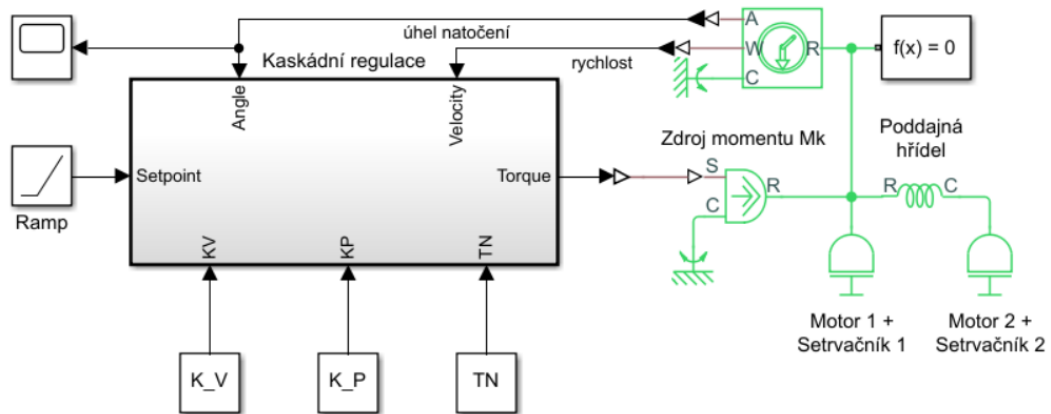 úhel natočení
A
Kaskádní regulace
rychlost
W
R
f(x) = 0
C
Angle
Velocity
Zdroj momentu Mk
Poddajná
hřídel
Setpoint
Torque
S
C
R
R
C
Ramp
KV
KP
TN
Motor 1 +
Setrvačník 1
Motor 2 +
Setrvačník 2
K_V
K_P
TN